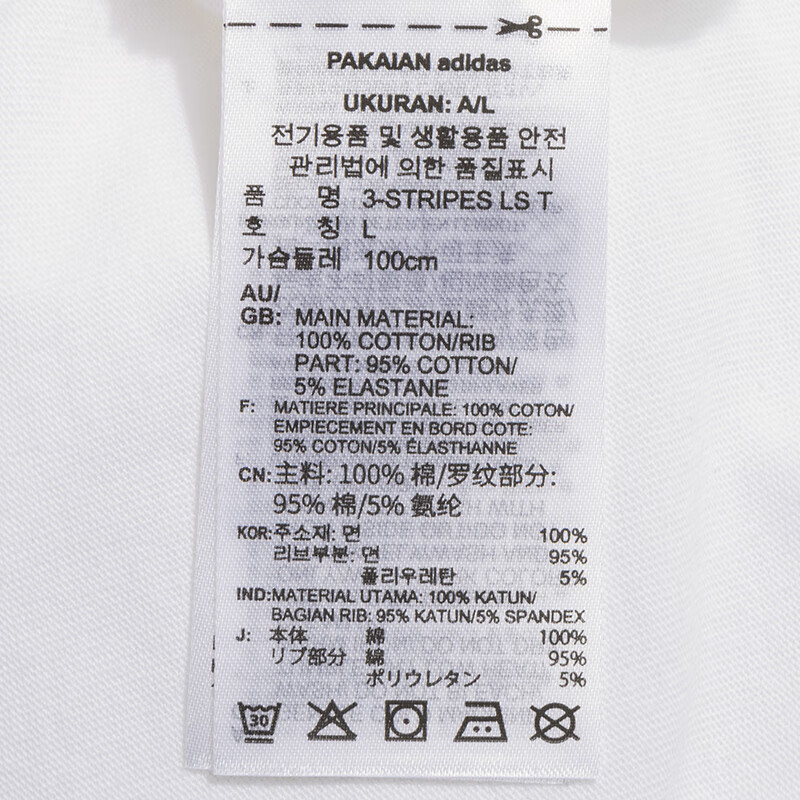 PAKAIAN adidas
UKURAN: A/L
전기용품 및 생활용품 안전
관리법에 의한 품질표시
품 명 3-STRIPES LS T
호 칭 L
가슴둘레 100cm
AU/
GB: MAIN MATERIAL:
100% COTTON/RIB
PART: 95% COTTON/
5% ELASTANE
F: MATIERE PRINCIPALE: 100% COTON/
EMPIECEMENT EN BORD COTE:
95% COTON/5% ÉLASTHANNE
CN: 主料: 100% 棉/罗纹部分:
95% 棉/5% 氨纶
KOR: 주소재: 면 100%
리브부분: 면 95%
폴리우레탄 5%
IND: MATERIAL UTAMA: 100% KATUN/
BAGIAN RIB: 95% KATUN/5% SPANDEX
J: 本体 綿 100%
リブ部分 綿 95%
ポリウレタン 5%
30